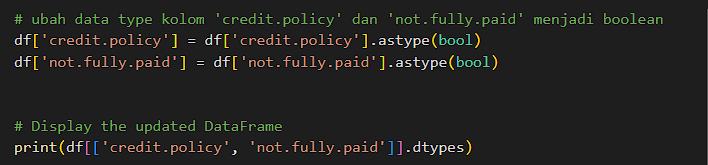 # ubah data type kolom 'credit.policy' dan 'not.fully.paid' menjadi boolean
df['credit.policy'] = df['credit.policy'].astype(bool)
df['not.fully.paid'] = df['not.fully.paid'].astype(bool)
# Display the updated DataFrame
print(df[['credit.policy', 'not.fully.paid']].dtypes)